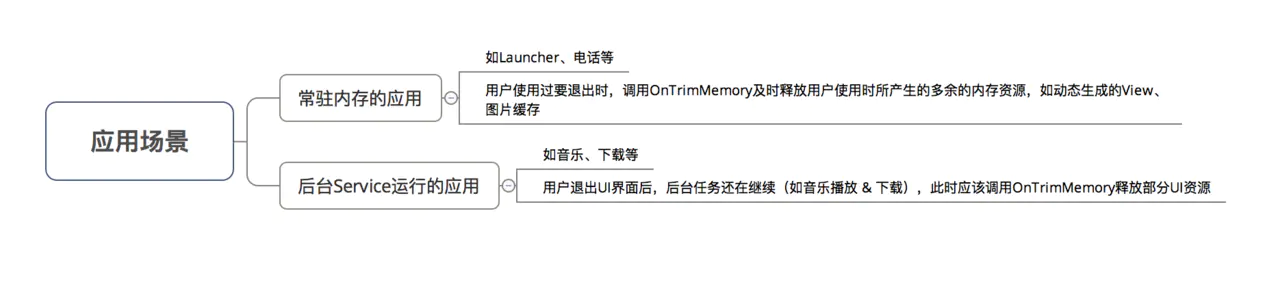 应用场景
常驻内存的应用
如Launcher、电话等
用户使用过要退出时，调用OnTrimMemory及时释放用户使用时所产生的多余的内存资源，如动态生成的View、
图片缓存
后台Service运行的应用
如音乐、下载等
用户退出UI界面后，后台任务还在继续（如音乐播放 & 下载），此时应该调用OnTrimMemory释放部分UI资源